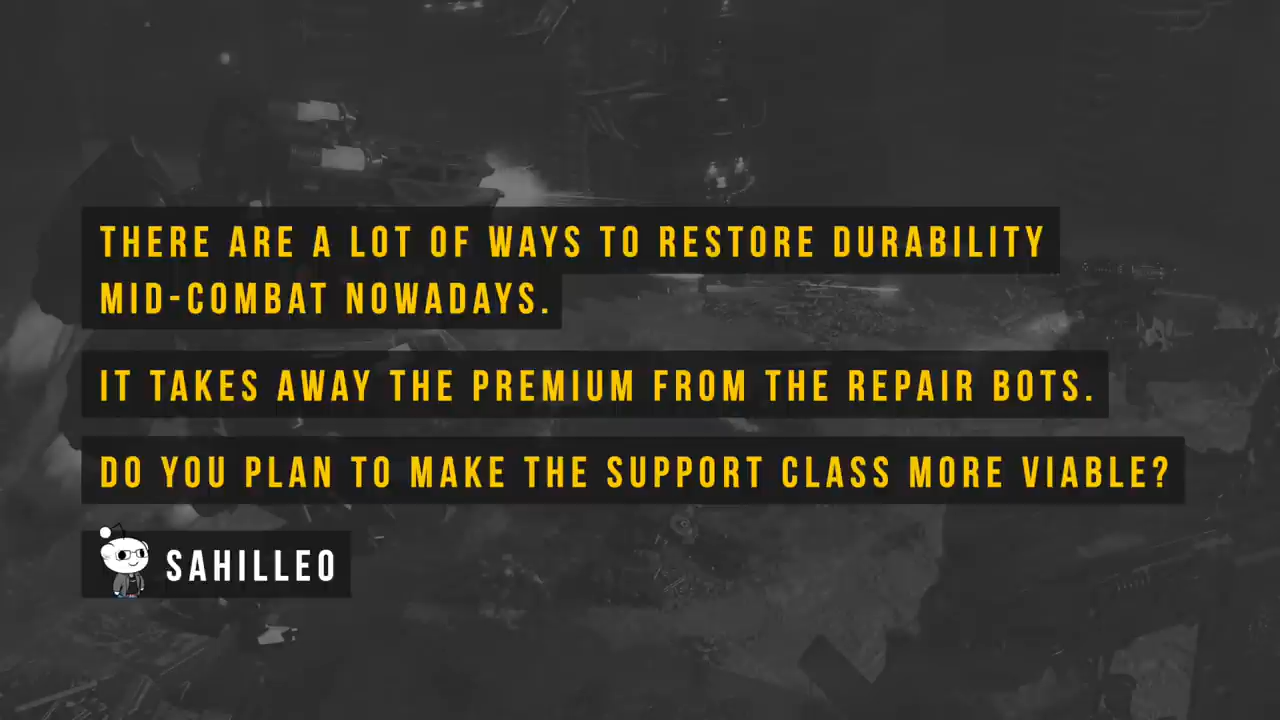 THERE ARE A LOT OF WAYS TO RESTORE DURABILITY
MID-COMBAT NOWADAYS.
IT TAKES AWAY THE PREMIUM FROM THE REPAIR BOTS.
DO YOU PLAN TO MAKE THE SUPPORT CLASS MORE VIABLE?
SAHILLEO